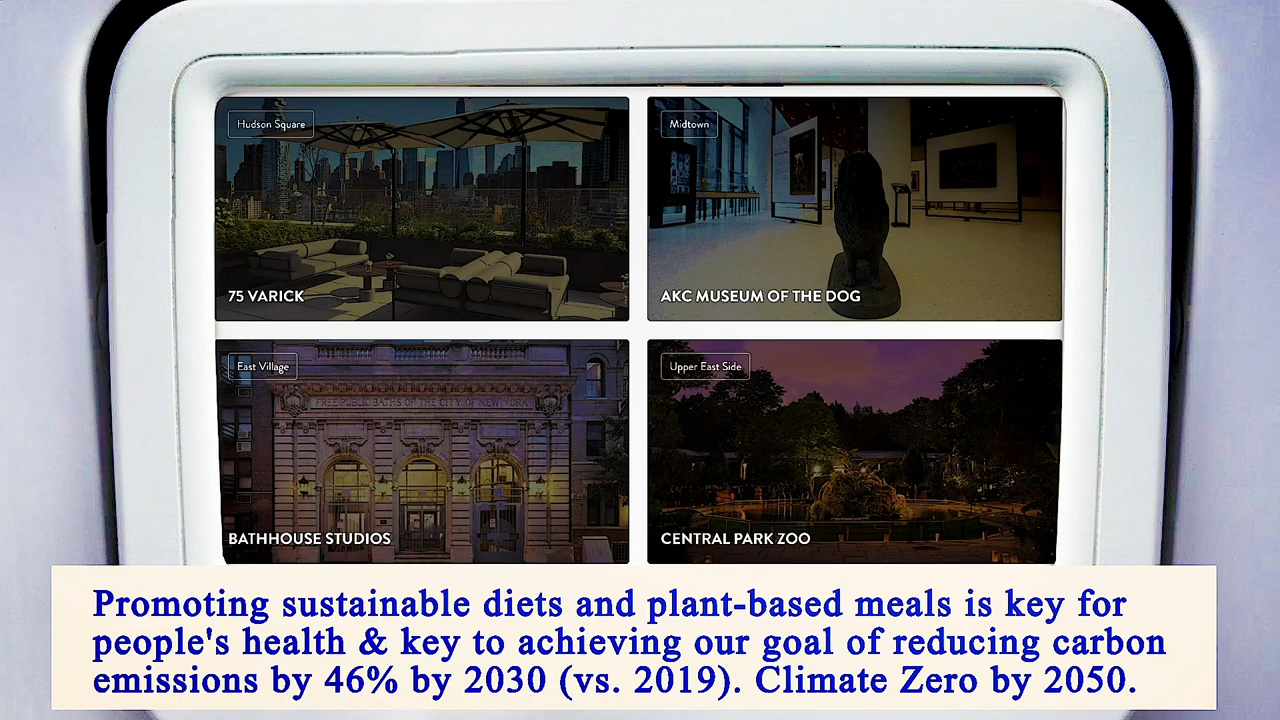 Hudson Square
75 VARICK
Midtown
AKC MUSEUM OF THE DOG
East Village
FREE PUBLIC BATHS OF THE CITY OF NEW YORK
BATHHOUSE STUDIOS
Upper East Side
CENTRAL PARK ZOO
Promoting sustainable diets and plant-based meals is key for
people's health & key to achieving our goal of reducing carbon
emissions by 46% by 2030 (vs. 2019). Climate Zero by 2050.